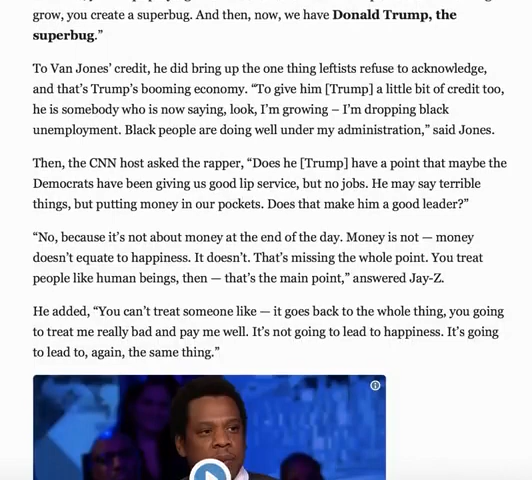 grow, you create a superbug. And then, now, we have Donald Trump, the
superbug.”
To Van Jones’ credit, he did bring up the one thing leftists refuse to acknowledge,
and that’s Trump’s booming economy. “To give him [Trump] a little bit of credit too,
he is somebody who is now saying, look, I’m growing – I’m dropping black
unemployment. Black people are doing well under my administration,” said Jones.
Then, the CNN host asked the rapper, “Does he [Trump] have a point that maybe the
Democrats have been giving us good lip service, but no jobs. He may say terrible
things, but putting money in our pockets. Does that make him a good leader?”
“No, because it’s not about money at the end of the day. Money is not — money
doesn’t equate to happiness. It doesn’t. That’s missing the whole point. You treat
people like human beings, then — that’s the main point,” answered Jay-Z.
He added, “You can’t treat someone like — it goes back to the whole thing, you going
to treat me really bad and pay me well. It’s not going to lead to happiness. It’s going
to lead to, again, the same thing.”